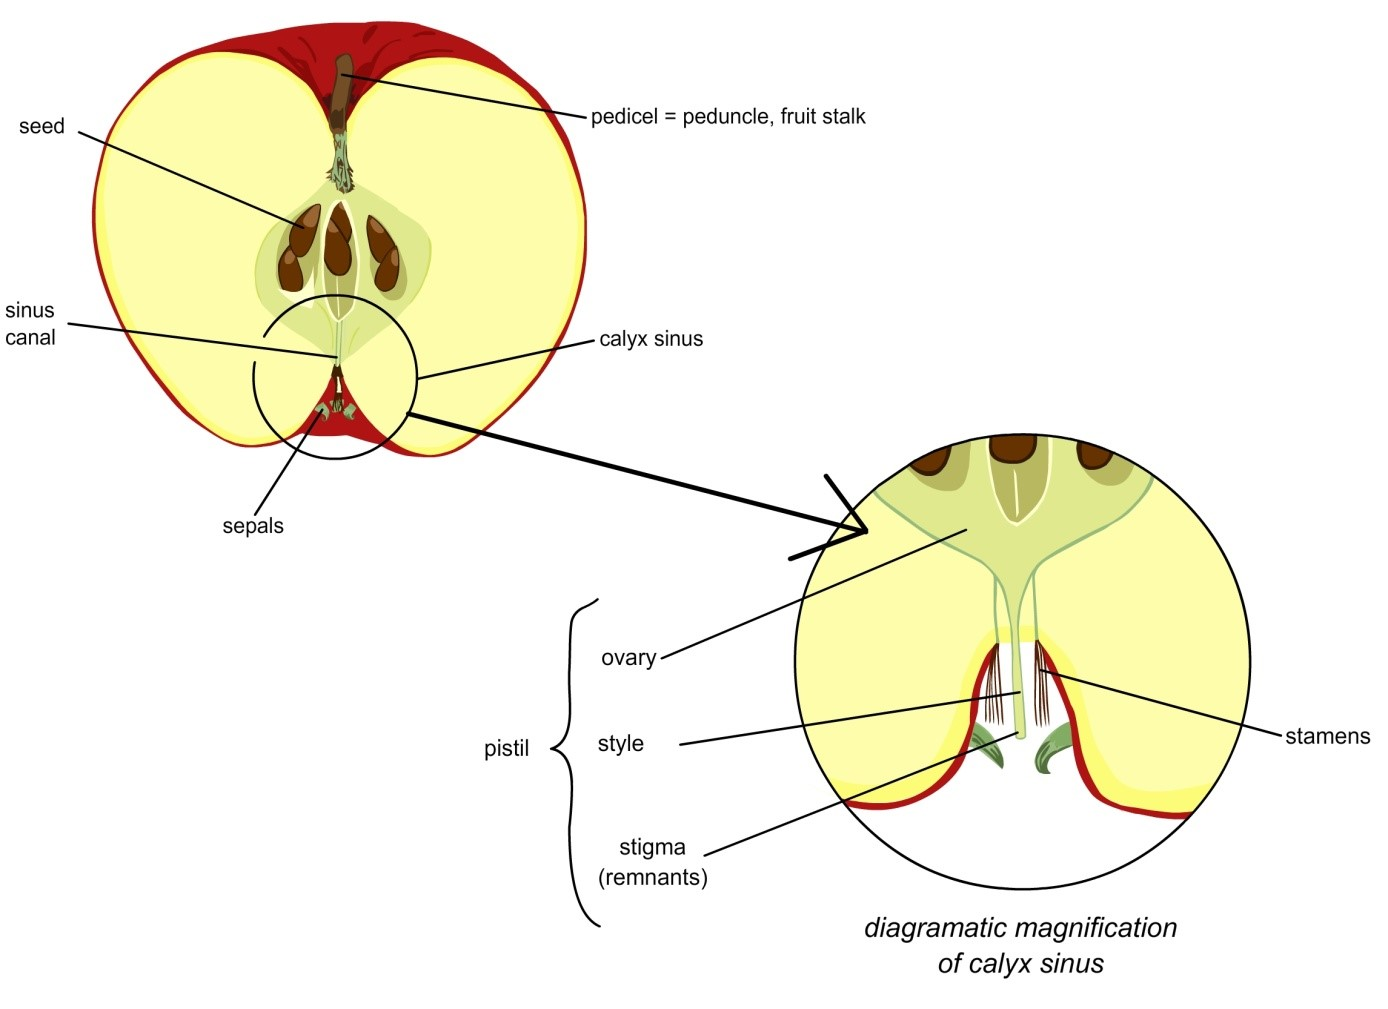 pedicel = peduncle, fruit stalk
seed
sinus
canal
calyx sinus
sepals
ovary
pistil
style
stamens
stigma
(remnants)
diagramatic magnification
of calyx sinus